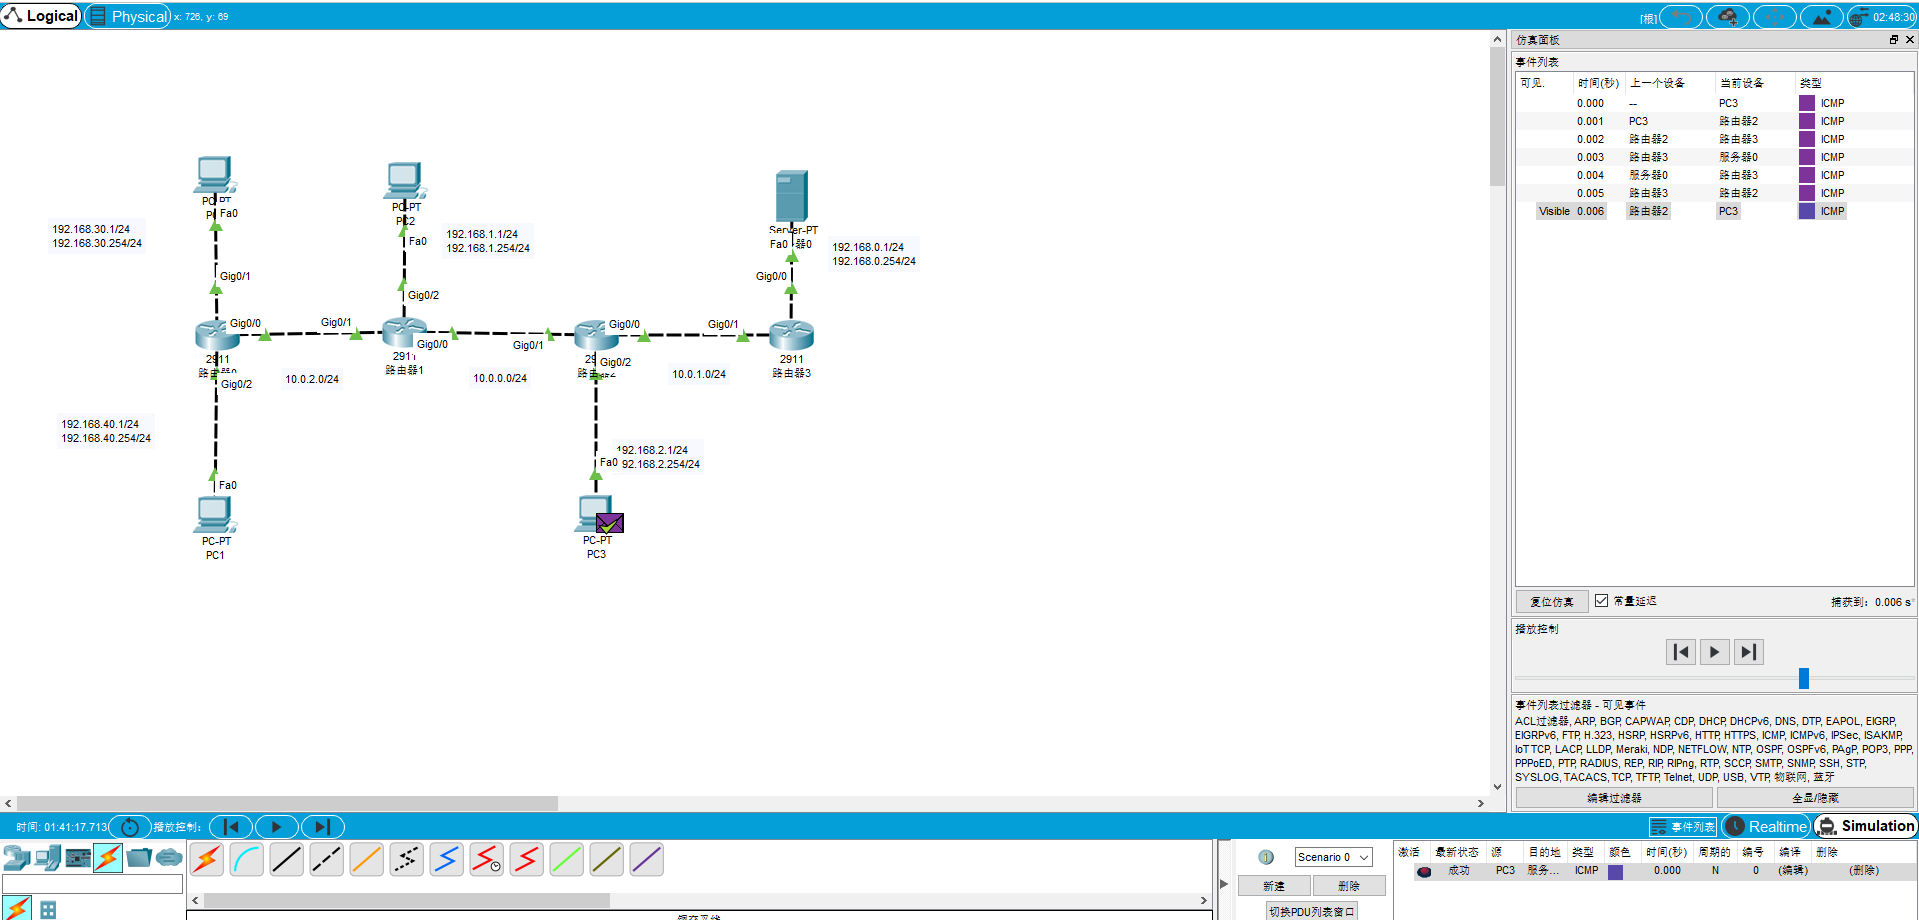 Logical
Physical
x: 726, y: 69
[根]
02:48:30
仿真面板
事件列表
可见. 时间(秒) 上一个设备 当前设备 类型
0.000 -- PC3 ICMP
0.001 PC3 路由器2 ICMP
0.002 路由器2 路由器3 ICMP
0.003 路由器3 服务器0 ICMP
0.004 服务器0 路由器3 ICMP
0.005 路由器3 路由器2 ICMP
Visible 0.006 路由器2 PC3 ICMP
Fa0
192.168.30.1/24
192.168.30.254/24
Gig0/1
PC-PT
PC2
Fa0
192.168.1.1/24
192.168.1.254/24
Gig0/2
Server-PT
Fa0 器0
192.168.0.1/24
192.168.0.254/24
Gig0/0
Gig0/0
Gig0/1
Gig0/0
Gig0/1
Gig0/0
Gig0/1
2911
2911
路由器1
Gig0/2
2911
路由器3
Gig0/2
10.0.2.0/24
10.0.0.0/24
10.0.1.0/24
192.168.40.1/24
192.168.40.254/24
Fa0
PC-PT
PC1
192.168.2.1/24
Fa0 92.168.2.254/24
PC-PT
PC3
复位仿真
常量延迟
捕获到: 0.006 s
播放控制
事件列表过滤器 - 可见事件
ACL过滤器, ARP, BGP, CAPWAP, CDP, DHCP, DHCPv6, DNS, DTP, EAPOL, EIGRP,
EIGRPv6, FTP, H.323, HSRP, HSRPv6, HTTP, HTTPS, ICMP, ICMPv6, IPSec, ISAKMP,
IoT TCP, LACP, LLDP, Meraki, NDP, NETFLOW, NTP, OSPF, OSPFv6, PAgP, POP3, PPP,
PPPoED, PTP, RADIUS, REP, RIP, RIPng, RTP, SCCP, SMTP, SNMP, SSH, STP,
SYSLOG, TACACS, TCP, TFTP, Telnet, UDP, USB, VTP, 物联网, 蓝牙
编辑过滤器
全显/隐藏
时间: 01:41:17.713
播放控制:
事件列表
Realtime
Simulation
Scenario 0
新建
删除
切换PDU列表窗口
激活 最新状态 源 目的地 类型 颜色 时间(秒) 周期的 编号 编译 删除
成功 PC3 服务... ICMP 0.000 N 0 (编辑) (删除)